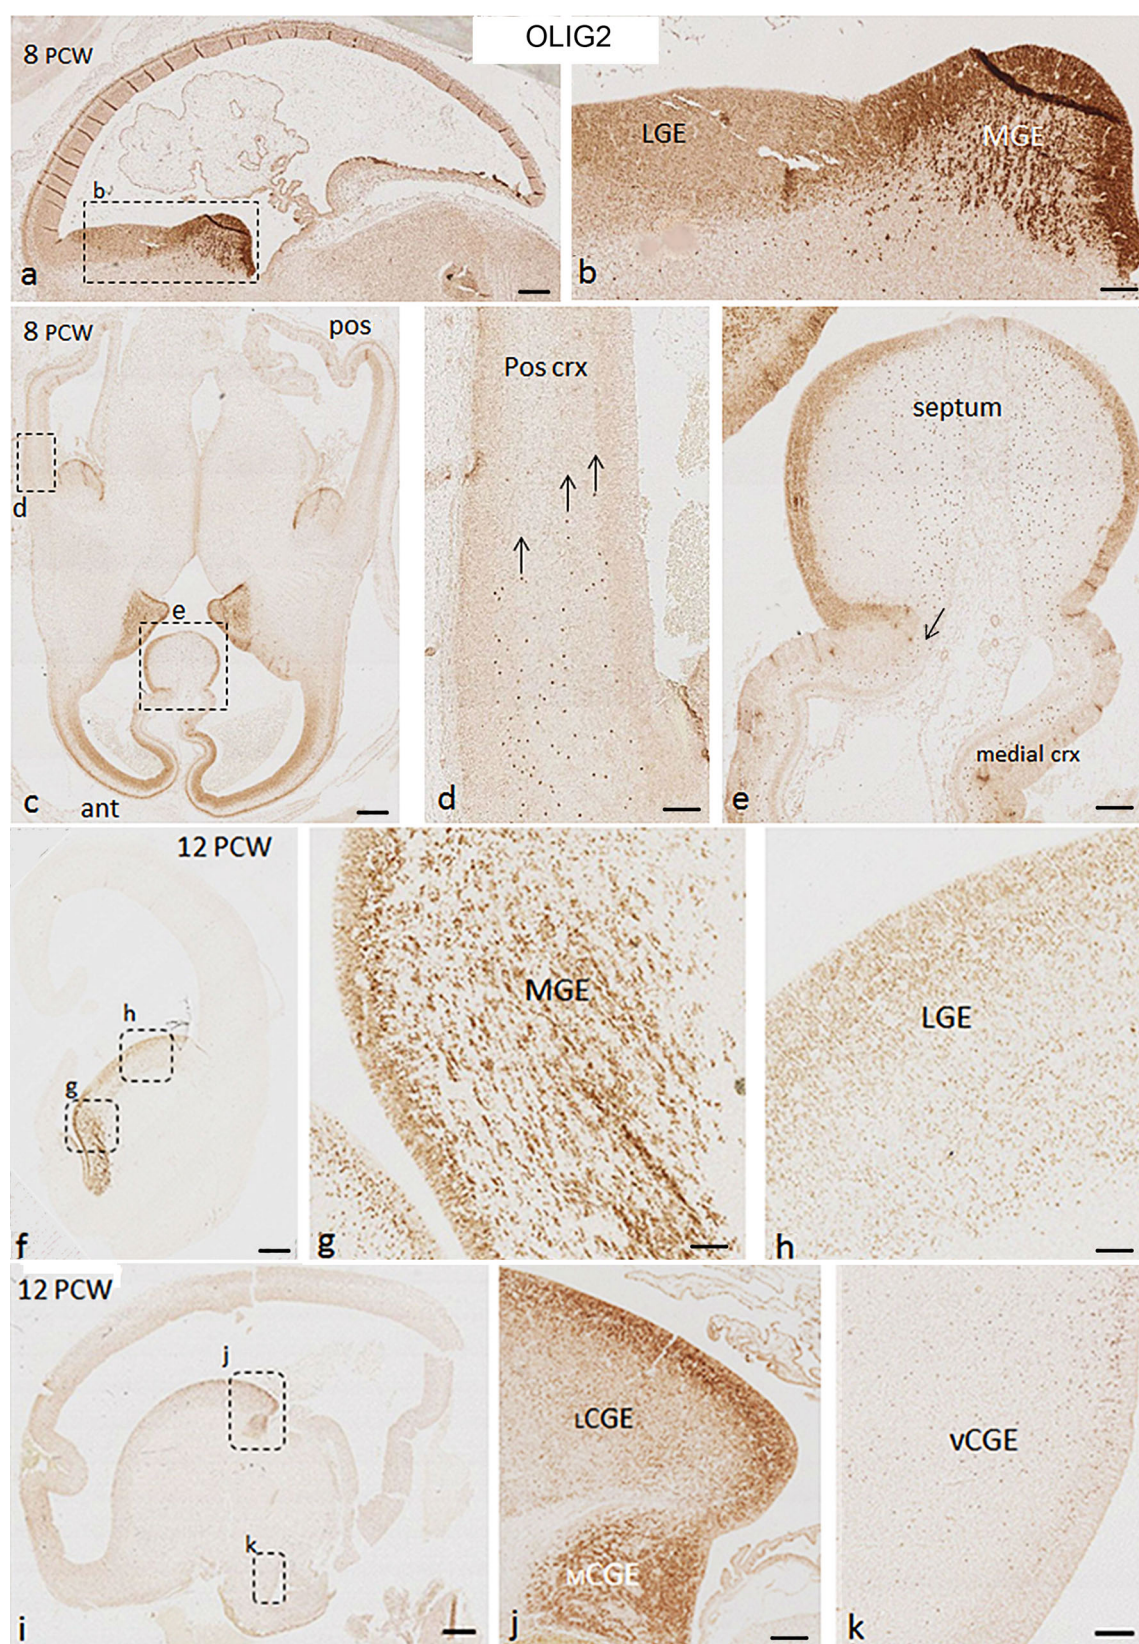 OLIG2
8 PCW
b
a
LGE
MGE
b
8 PCW
pos
d
e
c
ant
Pos crx
d
septum
medial crx
e
12 PCW
h
g
f
MGE
g
LGE
h
12 PCW
j
k
i
LCGE
MCGE
j
vCGE
k